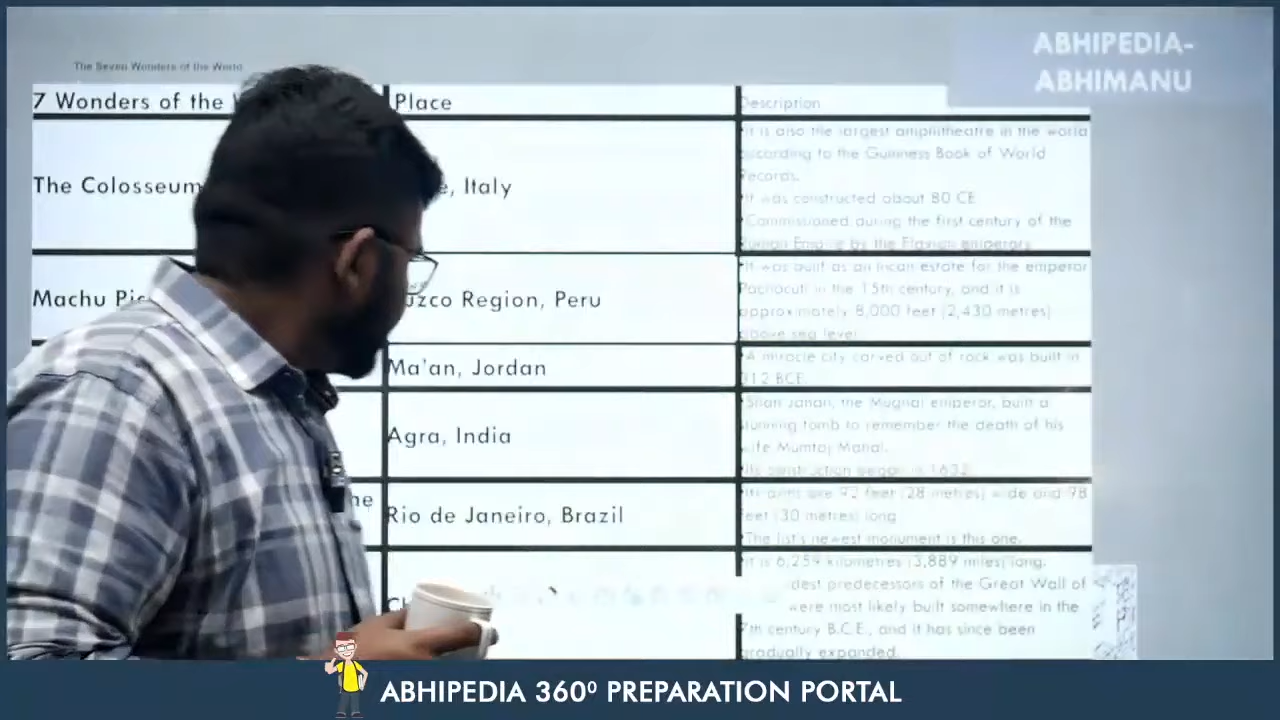 ABHIPEDIA-
ABHIMANU
The Seven Wonders of the World
7 Wonders of the
Place
Description
The Colosseum
, Italy
It is also the largest amphitheatre in the world
according to the Guinness Book of World
Records.
It was constructed about 80 CE
Commissioned during the first century of the
Roman Empire by the Flavian emperors
Machu
Region, Peru
It was built as an Incan estate for the emperor
Pachacuti in the 15th century, and it is
approximately 8,000 feet (2,430 metres)
above sea level
Ma'an, Jordan
A miracle city carved out of rock was built in
312 BCE
Agra, India
Shah Jahan, the Mughal emperor, built a
stunning tomb to remember the death of his
wife Mumtaj Mahal.
Its construction began in 1632
Rio de Janeiro, Brazil
Its arms are 92 feet (28 metres) wide and 98
feet (30 metres) long
The list's newest monument is this one.
It is 6,259 kilometres (3,889 miles) long.
predecessors of the Great Wall of
were most likely built somewhere in the
7th century B.C.E., and it has since been
gradually expanded.
ABHIPEDIA 360⁰ PREPARATION PORTAL